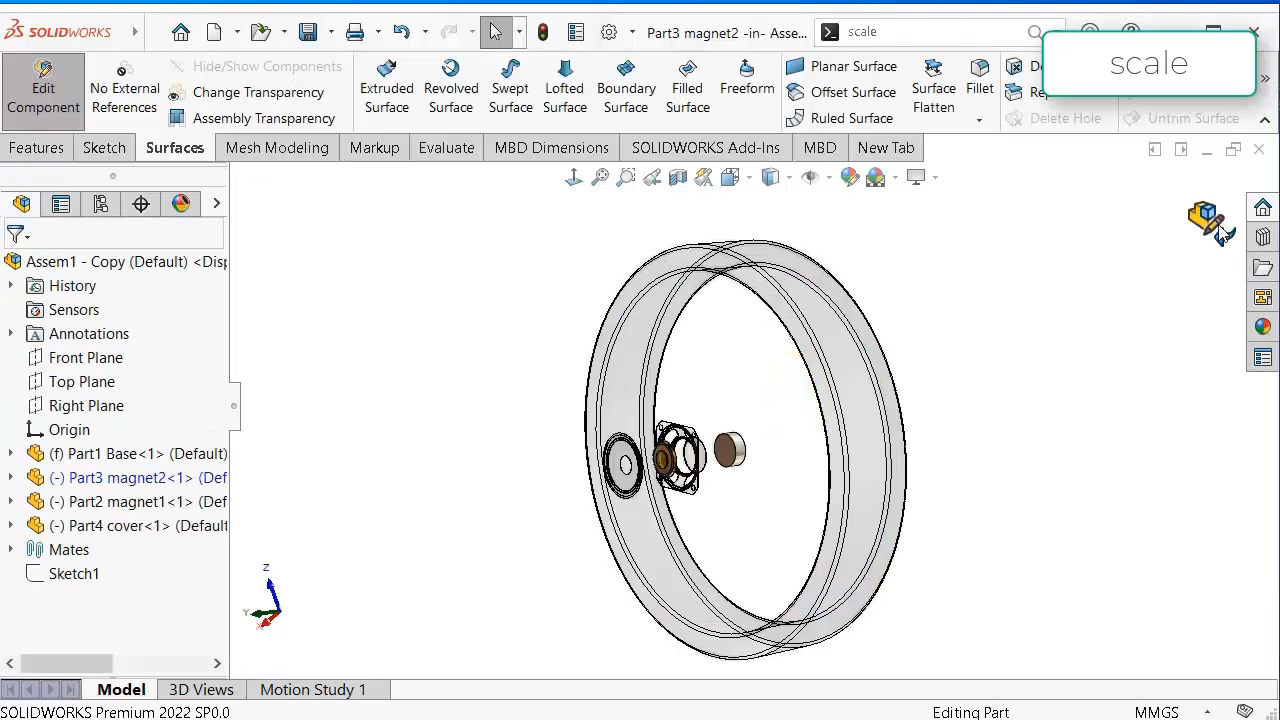 SOLIDWORKS
Part3 magnet2 -in- Asse...
scale
scale
Edit Component
No External References
Hide/Show Components
Change Transparency
Assembly Transparency
Extruded Surface
Revolved Surface
Swept Surface
Lofted Surface
Boundary Surface
Filled Surface
Freeform
Planar Surface
Offset Surface
Ruled Surface
Surface Flatten
Fillet
Delete Hole
Untrim Surface
Features
Sketch
Surfaces
Mesh Modeling
Markup
Evaluate
MBD Dimensions
SOLIDWORKS Add-Ins
MBD
New Tab
Assem1 - Copy (Default) <Disp
History
Sensors
Annotations
Front Plane
Top Plane
Right Plane
Origin
(f) Part1 Base<1> (Default)
(-) Part3 magnet2<1> (Def
(-) Part2 magnet1<1> (Def
(-) Part4 cover<1> (Default
Mates
Sketch1
Z
Y
X
Model
3D Views
Motion Study 1
SOLIDWORKS Premium 2022 SP0.0
Editing Part
MMGS